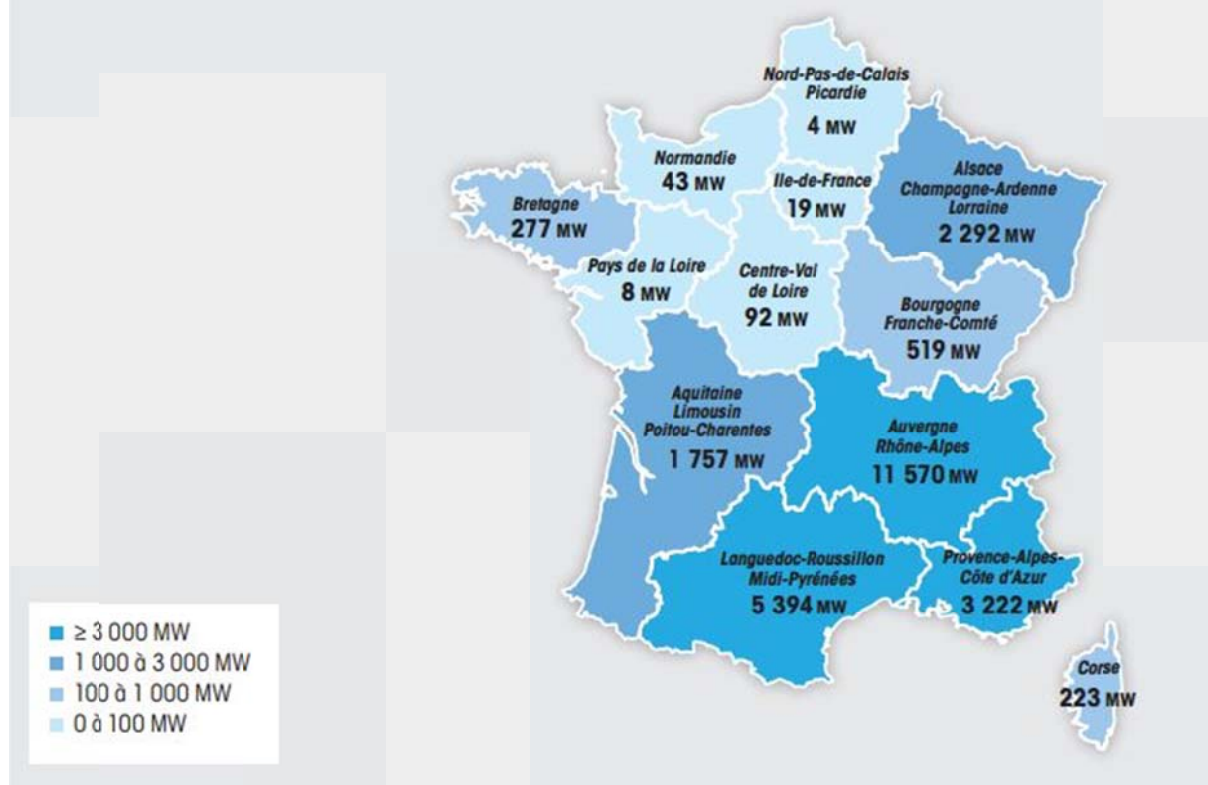 Nord-Pas-de-Calais
Picardie
4 MW
Normandie
43 MW
Ile-de-France
19 MW
Alsace
Champagne-Ardenne
Lorraine
2 292 MW
Bretagne
277 MW
Pays de la Loire
8 MW
Centre-Val
de Loire
92 MW
Bourgogne
Franche-Comté
519 MW
Aquitaine
Limousin
Poitou-Charentes
1 757 MW
Auvergne
Rhône-Alpes
11 570 MW
Languedoc-Roussillon
Midi-Pyrénées
5 394 MW
Provence-Alpes-
Côte d'Azur
3 222 MW
Corse
223 MW
≥ 3 000 MW
1 000 à 3 000 MW
100 à 1 000 MW
0 à 100 MW